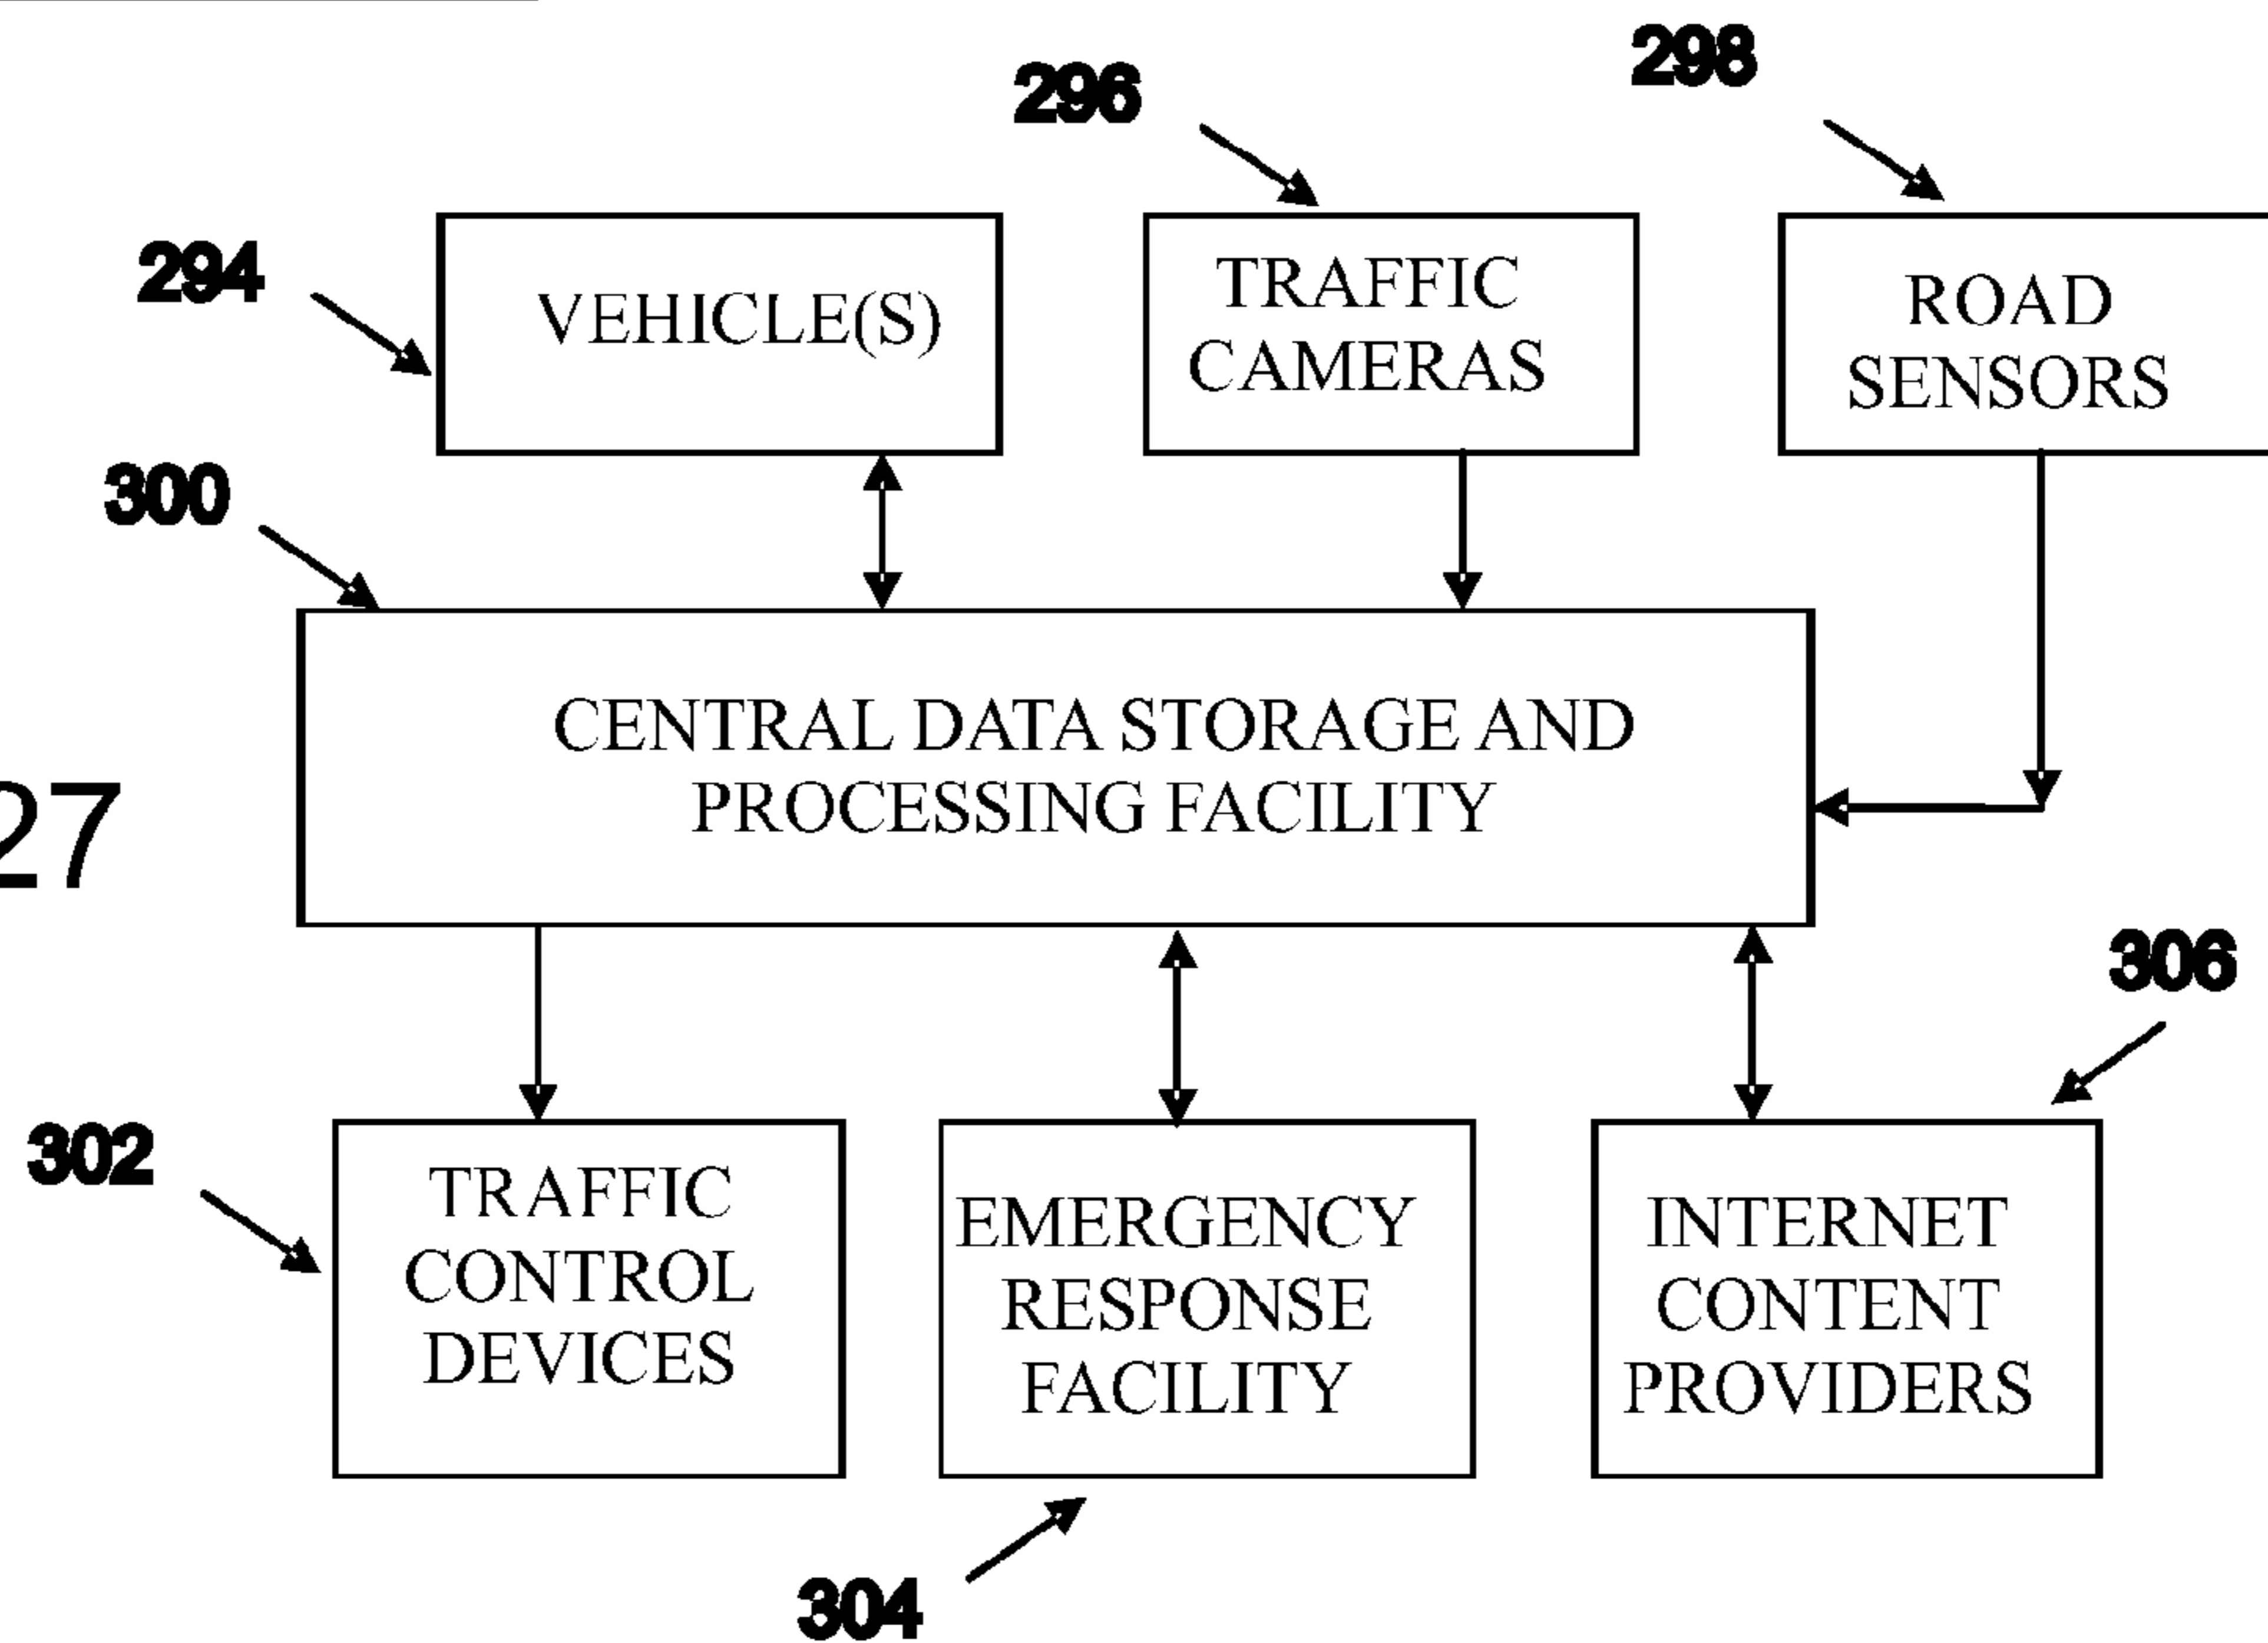 298
296
294
VEHICLE(S)
TRAFFIC
CAMERAS
ROAD
SENSORS
300
CENTRAL DATA STORAGE AND
PROCESSING FACILITY
27
306
302
TRAFFIC
CONTROL
DEVICES
EMERGENCY
RESPONSE
FACILITY
INTERNET
CONTENT
PROVIDERS
304